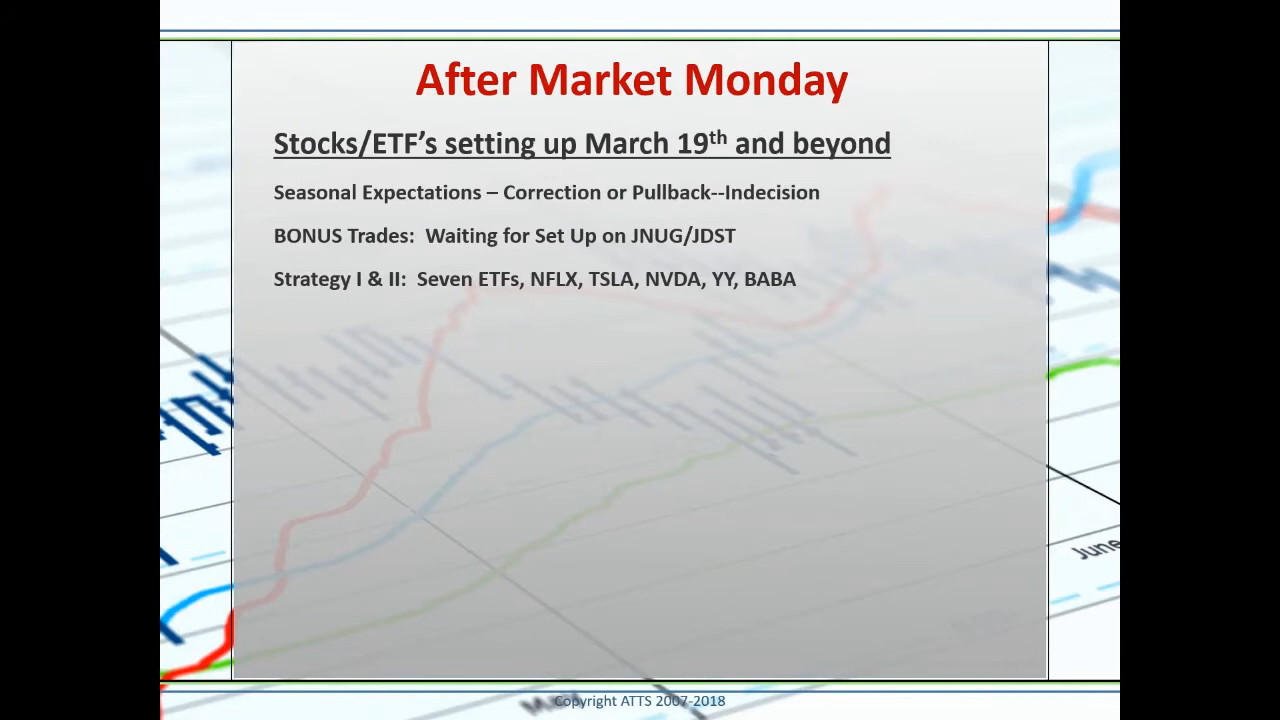 After Market Monday
Stocks/ETF's setting up March 19th and beyond
Seasonal Expectations – Correction or Pullback--Indecision
BONUS Trades:  Waiting for Set Up on JNUG/JDST
Strategy I & II:  Seven ETFs, NFLX, TSLA, NVDA, YY, BABA
June
Copyright ATTS 2007-2018